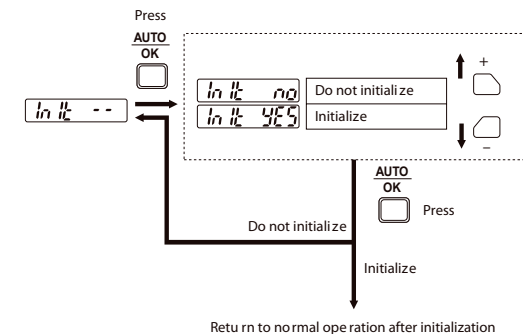 Press
AUTO
OK
Init --
Init no Do not initialize
Init YES Initialize
+
−
AUTO
OK
Press
Do not initialize
Initialize
Retu rn to no rmal ope ration after initialization